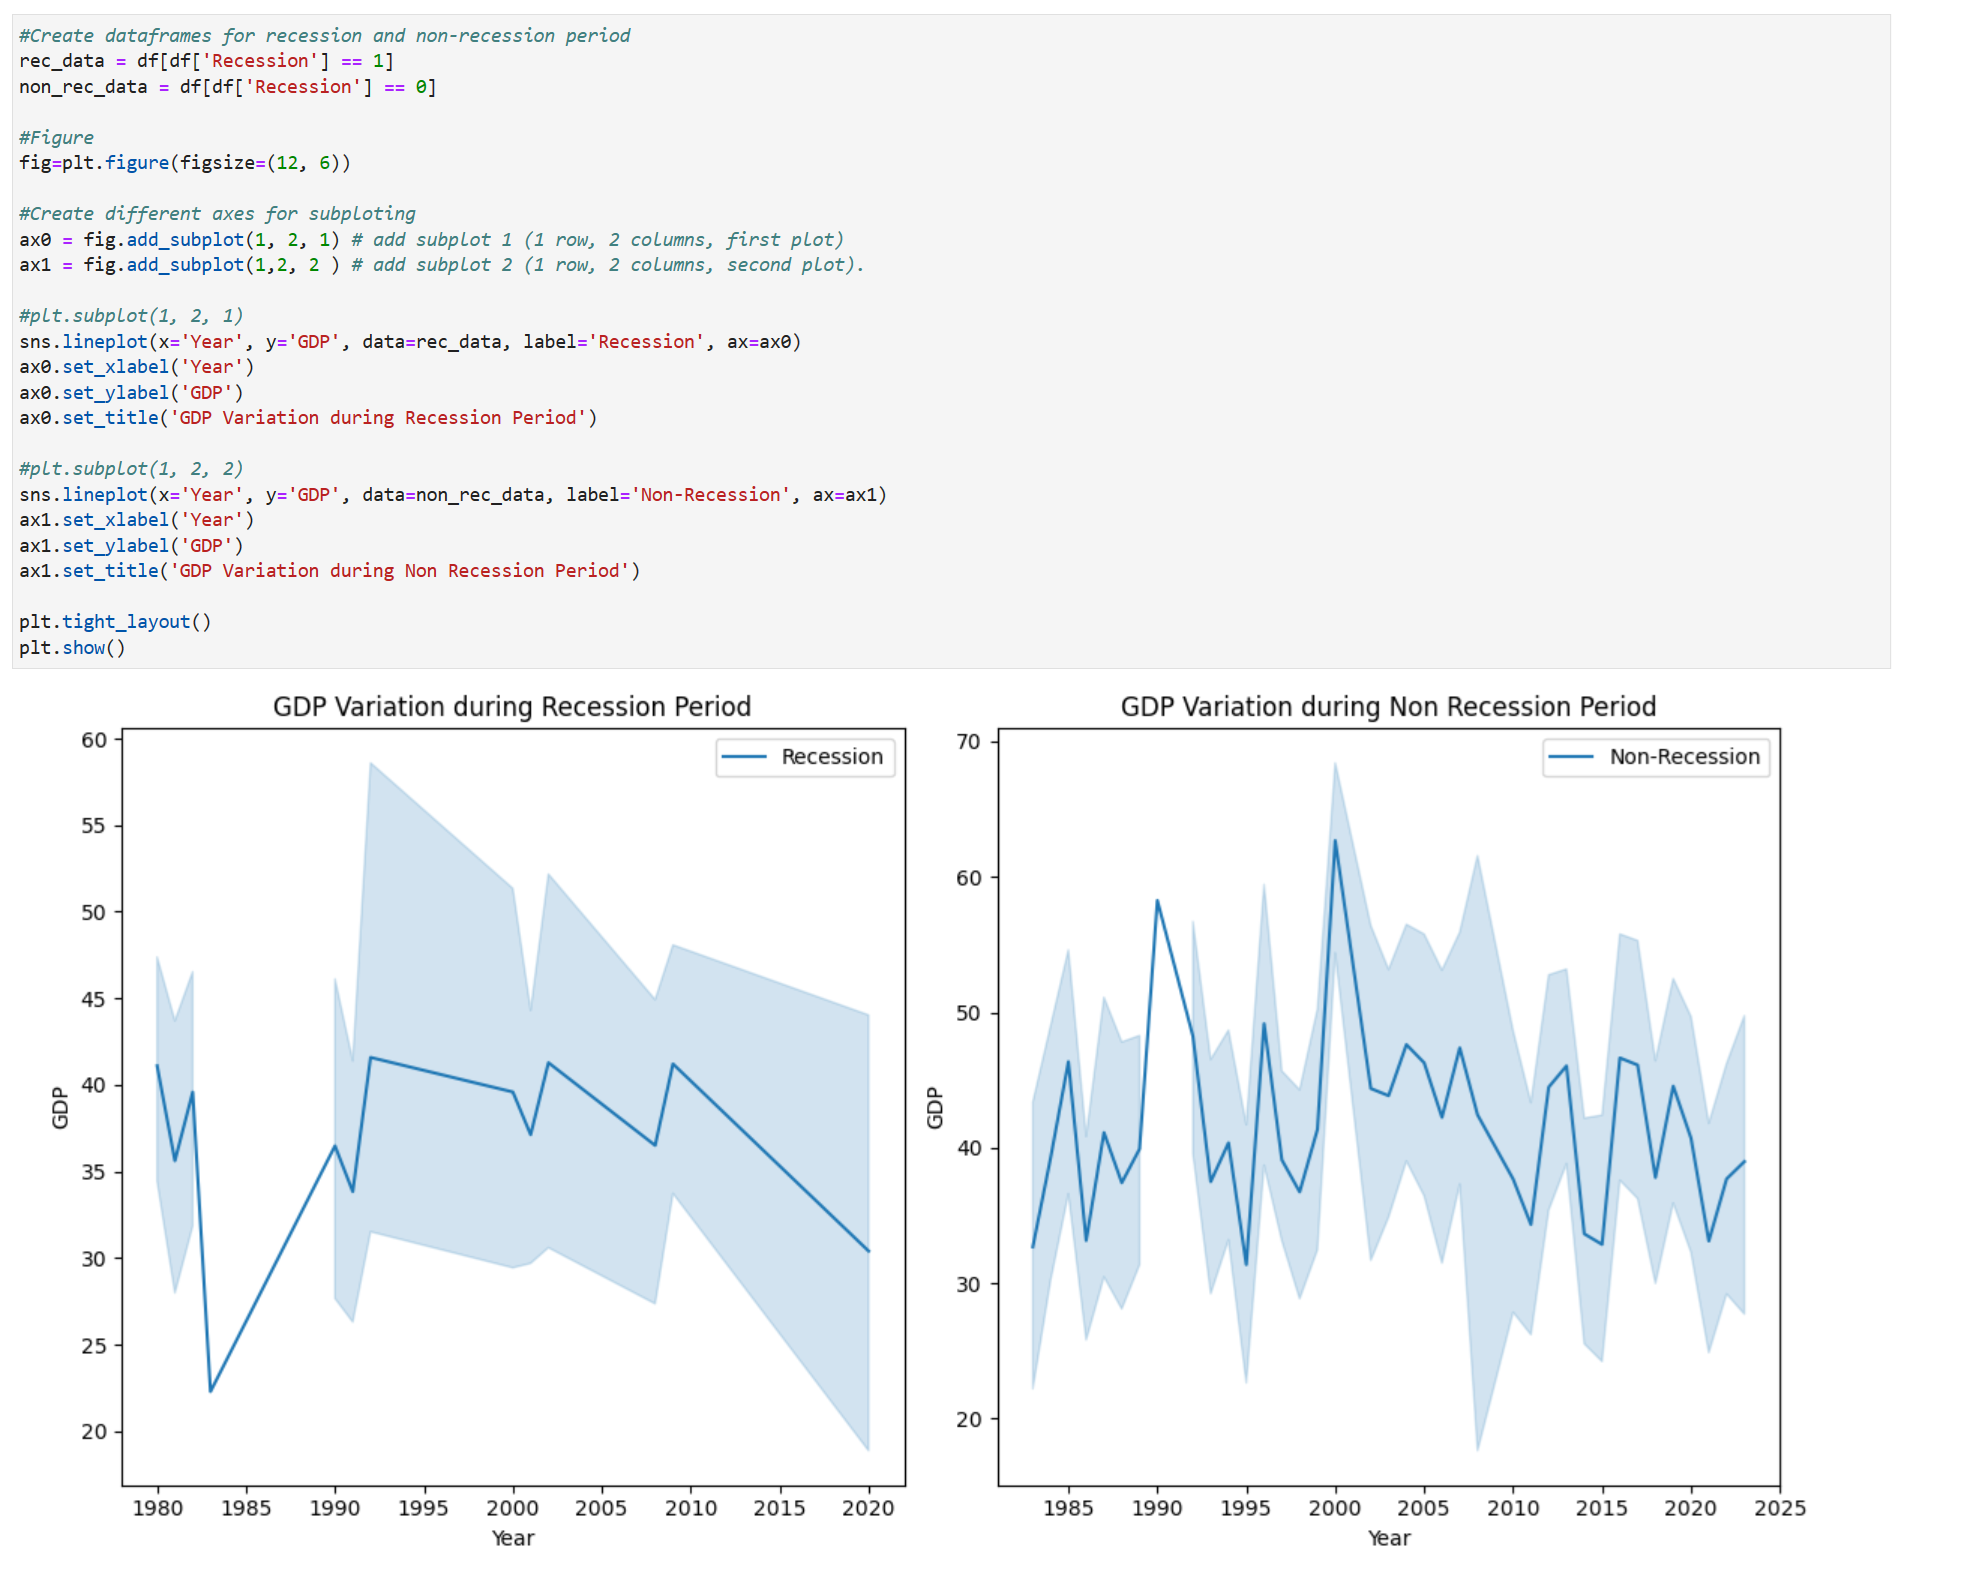 #Create dataframes for recession and non-recession period
rec_data = df[df['Recession'] == 1]
non_rec_data = df[df['Recession'] == 0]
#Figure
fig=plt.figure(figsize=(12, 6))
#Create different axes for subploting
ax0 = fig.add_subplot(1, 2, 1) # add subplot 1 (1 row, 2 columns, first plot)
ax1 = fig.add_subplot(1,2, 2 ) # add subplot 2 (1 row, 2 columns, second plot).
#plt.subplot(1, 2, 1)
sns.lineplot(x='Year', y='GDP', data=rec_data, label='Recession', ax=ax0)
ax0.set_xlabel('Year')
ax0.set_ylabel('GDP')
ax0.set_title('GDP Variation during Recession Period')
#plt.subplot(1, 2, 2)
sns.lineplot(x='Year', y='GDP', data=non_rec_data, label='Non-Recession', ax=ax1)
ax1.set_xlabel('Year')
ax1.set_ylabel('GDP')
ax1.set_title('GDP Variation during Non Recession Period')
plt.tight_layout()
plt.show()
GDP Variation during Recession Period
Recession
60
55
50
45
40
35
30
25
20
GDP
1980 1985 1990 1995 2000 2005 2010 2015 2020
Year
GDP Variation during Non Recession Period
Non-Recession
70
60
50
40
30
20
GDP
1985 1990 1995 2000 2005 2010 2015 2020 2025
Year